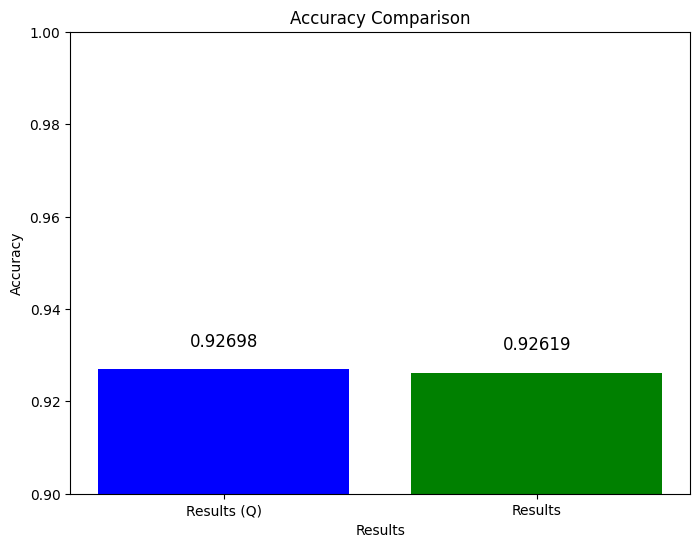 Accuracy Comparison
1.00
0.98
0.96
0.94
0.92
0.90
Accuracy
0.92698
0.92619
Results (Q)
Results
Results